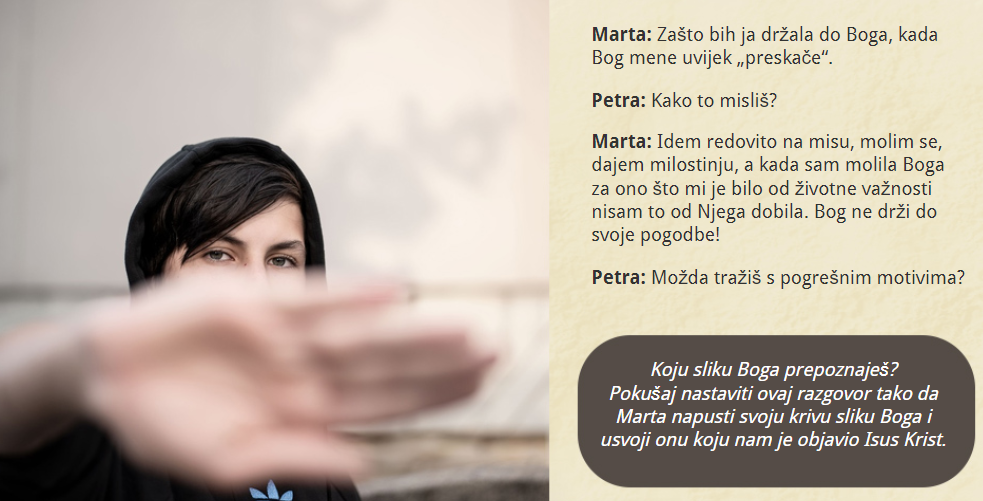 Marta: Zašto bih ja držala do Boga, kada
Bog mene uvijek „preskače“.
Petra: Kako to misliš?
Marta: Idem redovito na misu, molim se,
dajem milostinju, a kada sam molila Boga
za ono što mi je bilo od životne važnosti
nisam to od Njega dobila. Bog ne drži do
svoje pogodbe!
Petra: Možda tražiš s pogrešnim motivima?
Koju sliku Boga prepoznaješ?
Pokušaj nastaviti ovaj razgovor tako da
Marta napusti svoju krivu sliku Boga i
usvoji onu koju nam je objavio Isus Krist.